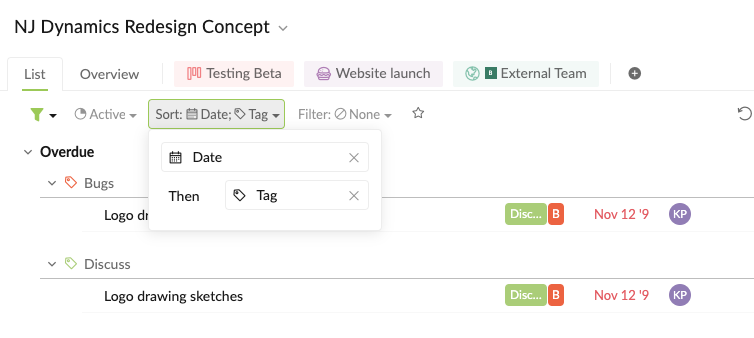 NJ Dynamics Redesign Concept
List Overview Testing Beta Website launch B External Team
Active Sort: Date; Tag Filter: None
Date
Then Tag
Overdue
Bugs
Logo dr Disc... B Nov 12 '9 KP
Discuss
Logo drawing sketches Disc... B Nov 12 '9 KP